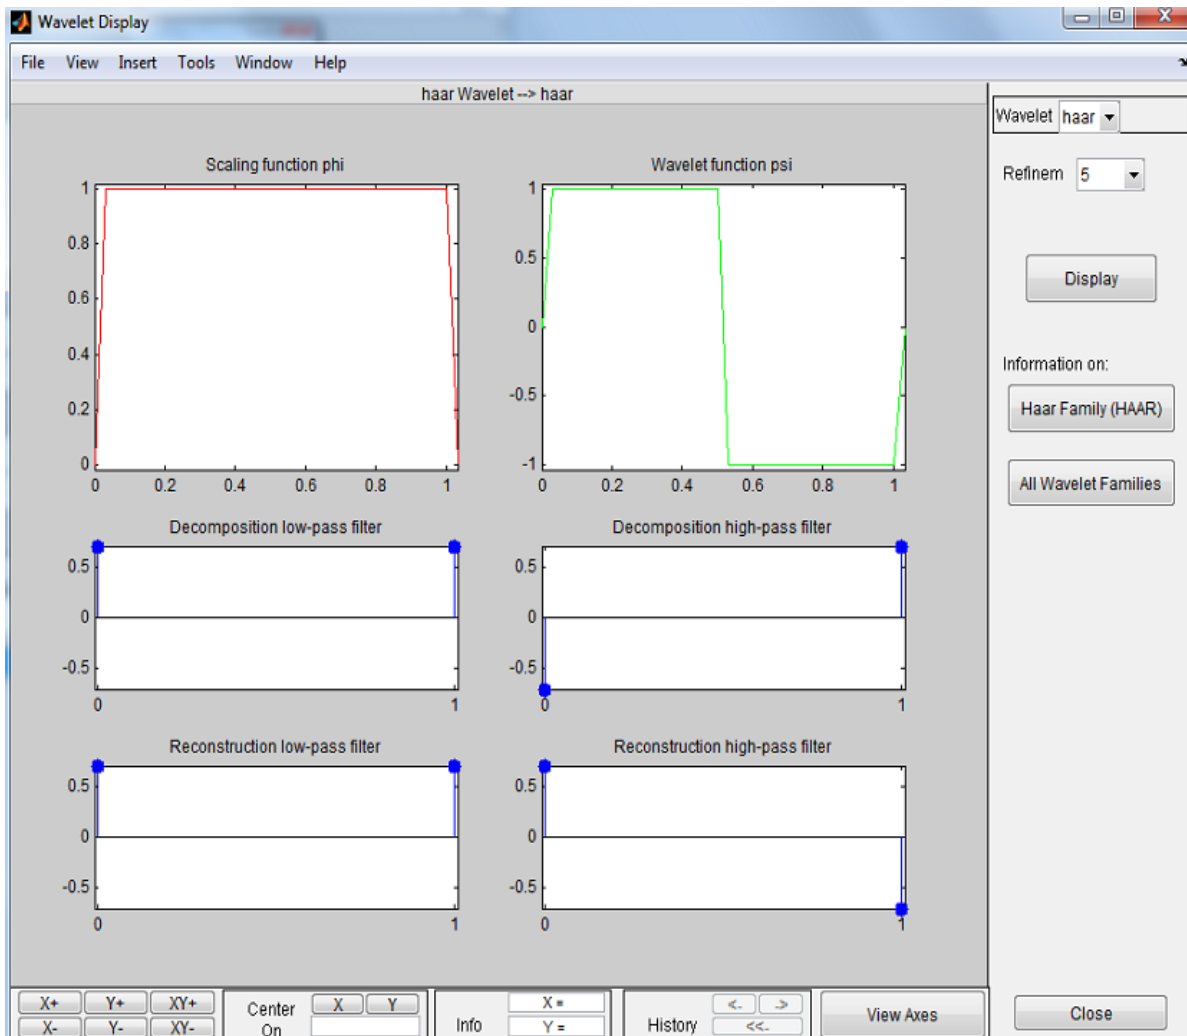 Wavelet Display
File View Insert Tools Window Help
haar Wavelet --> haar
Wavelet haar
Refinem 5
Display
Information on:
Haar Family (HAAR)
All Wavelet Families
Scaling function phi
1
0.8
0.6
0.4
0.2
0
0 0.2 0.4 0.6 0.8 1
Wavelet function psi
1
0.5
0
-0.5
-1
0 0.2 0.4 0.6 0.8 1
Decomposition low-pass filter
0.5
0
-0.5
0 1
Decomposition high-pass filter
0.5
0
-0.5
0 1
Reconstruction low-pass filter
0.5
0
-0.5
0 1
Reconstruction high-pass filter
0.5
0
-0.5
0 1
X+ Y+ XY+
X- Y- XY-
Center On
X Y
Info
X =
Y =
History
<- ->
<<-
View Axes
Close